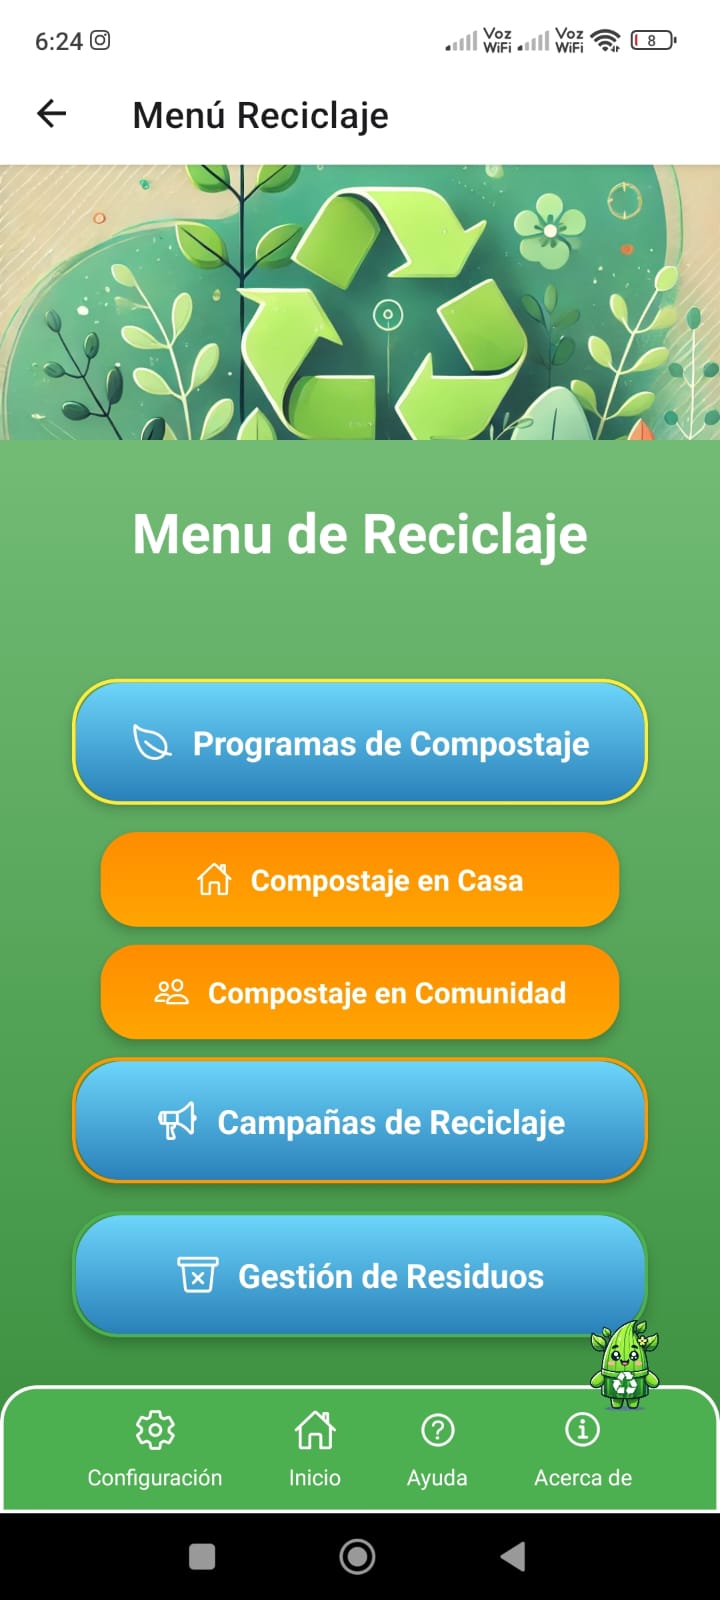 6:24
Voz WiFi Voz WiFi 8
Menú Reciclaje
Menu de Reciclaje
Programas de Compostaje
Compostaje en Casa
Compostaje en Comunidad
Campañas de Reciclaje
Gestión de Residuos
Configuración Inicio Ayuda Acerca de